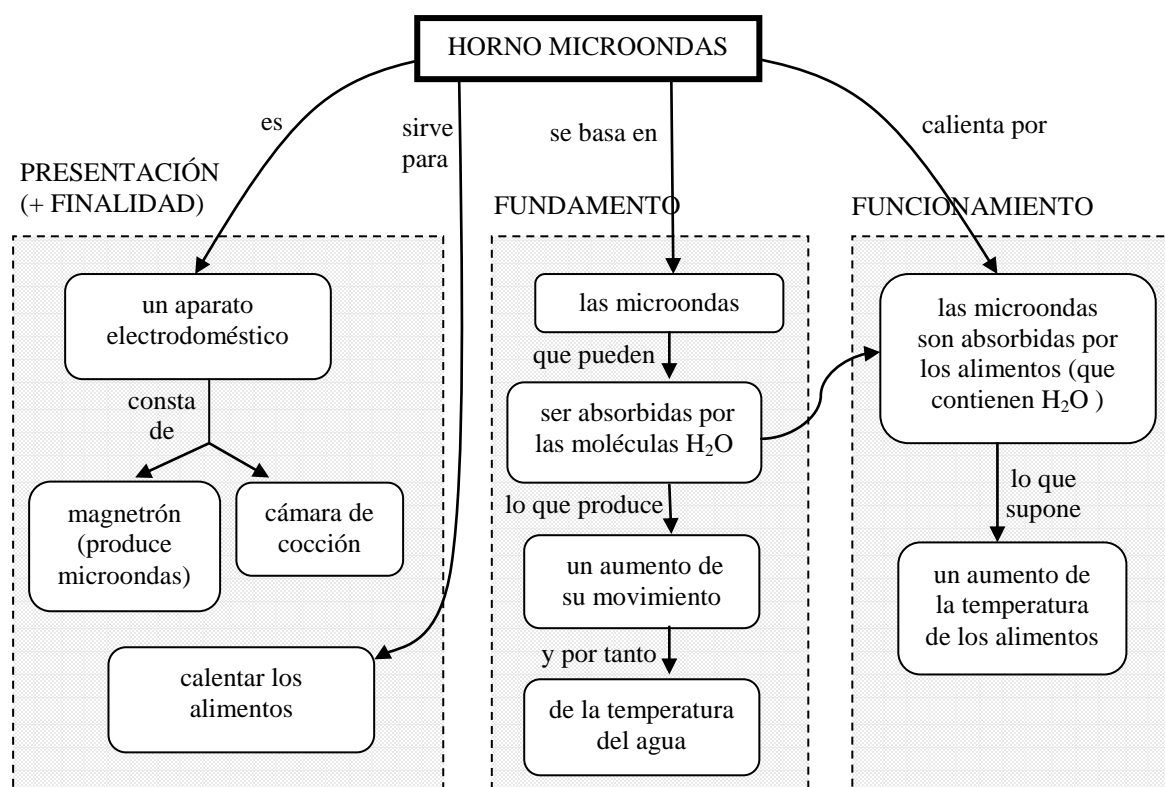 HORNO MICROONDAS
es
sirve
para
se basa en
calienta por
PRESENTACIÓN
(+ FINALIDAD)
FUNDAMENTO
FUNCIONAMIENTO
un aparato
electrodoméstico
consta
de
magnetrón
(produce
microondas)
cámara de
cocción
calentar los
alimentos
las microondas
que pueden
ser absorbidas por
las moléculas H₂O
lo que produce
un aumento de
su movimiento
y por tanto
de la temperatura
del agua
las microondas
son absorbidas por
los alimentos (que
contienen H₂O )
lo que
supone
un aumento de
la temperatura
de los alimentos